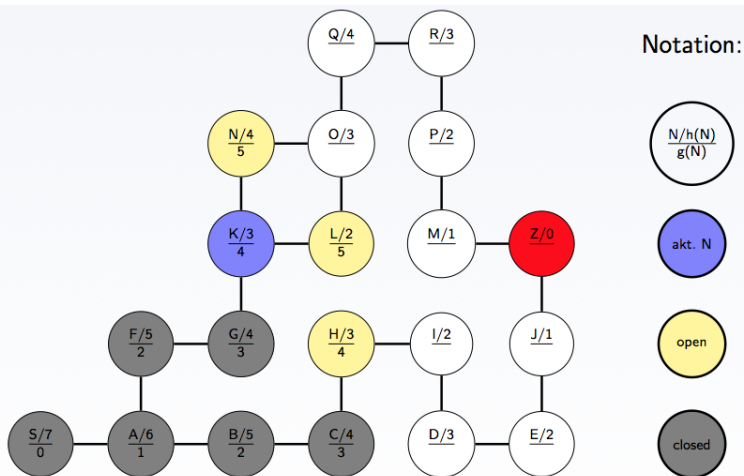 Q/4
R/3
Notation:
N/4
5
O/3
P/2
N/h(N)
g(N)
K/3
4
L/2
5
M/1
Z/0
akt. N
F/5
2
G/4
3
H/3
4
I/2
J/1
open
S/7
0
A/6
1
B/5
2
C/4
3
D/3
E/2
closed